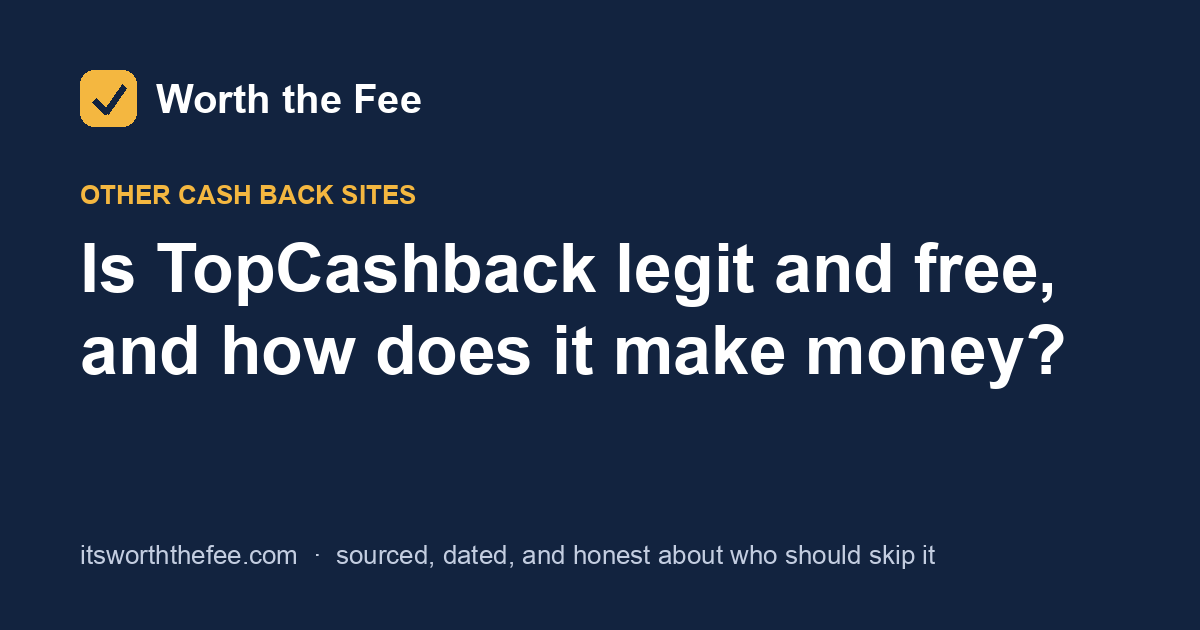 Worth the Fee
OTHER CASH BACK SITES
Is TopCashback legit and free,
and how does it make money?
itsworththefee.com · sourced, dated, and honest about who should skip it